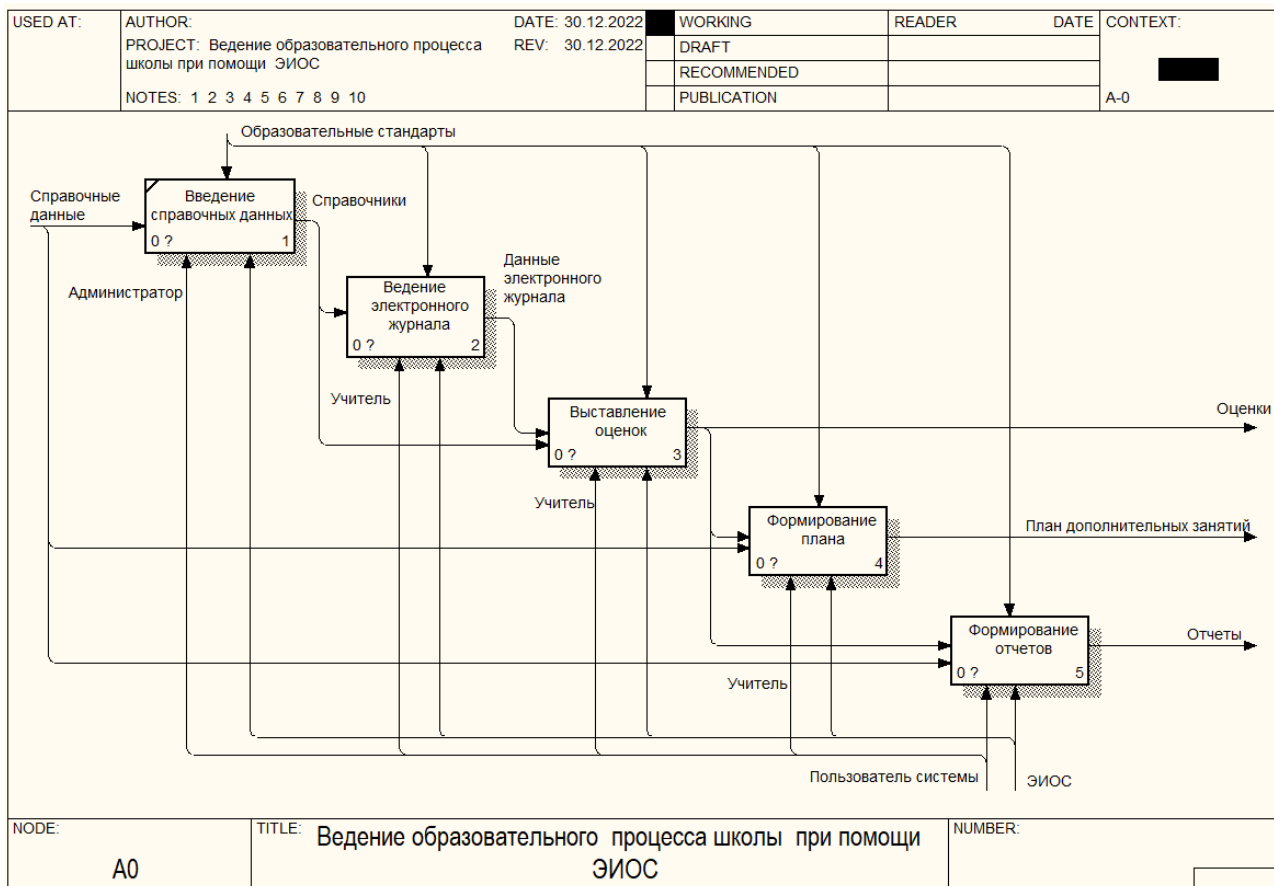 USED AT:
AUTHOR:
DATE: 30.12.2022
WORKING
READER
DATE
CONTEXT:
PROJECT: Ведение образовательного процесса
школы при помощи ЭИОС
REV: 30.12.2022
DRAFT
RECOMMENDED
NOTES: 1 2 3 4 5 6 7 8 9 10
PUBLICATION
A-0
Образовательные стандарты
Справочные
данные
Введение
справочных данных
0 ?
1
Справочники
Администратор
Ведение
электронного
журнала
0 ?
2
Данные
электронного
журнала
Учитель
Выставление
оценок
0 ?
3
Оценки
Учитель
Формирование
плана
0 ?
4
План дополнительных занятий
Формирование
отчетов
0 ?
5
Отчеты
Учитель
Пользователь системы
ЭИОС
NODE:
A0
TITLE:
Ведение образовательного процесса школы при помощи
ЭИОС
NUMBER: